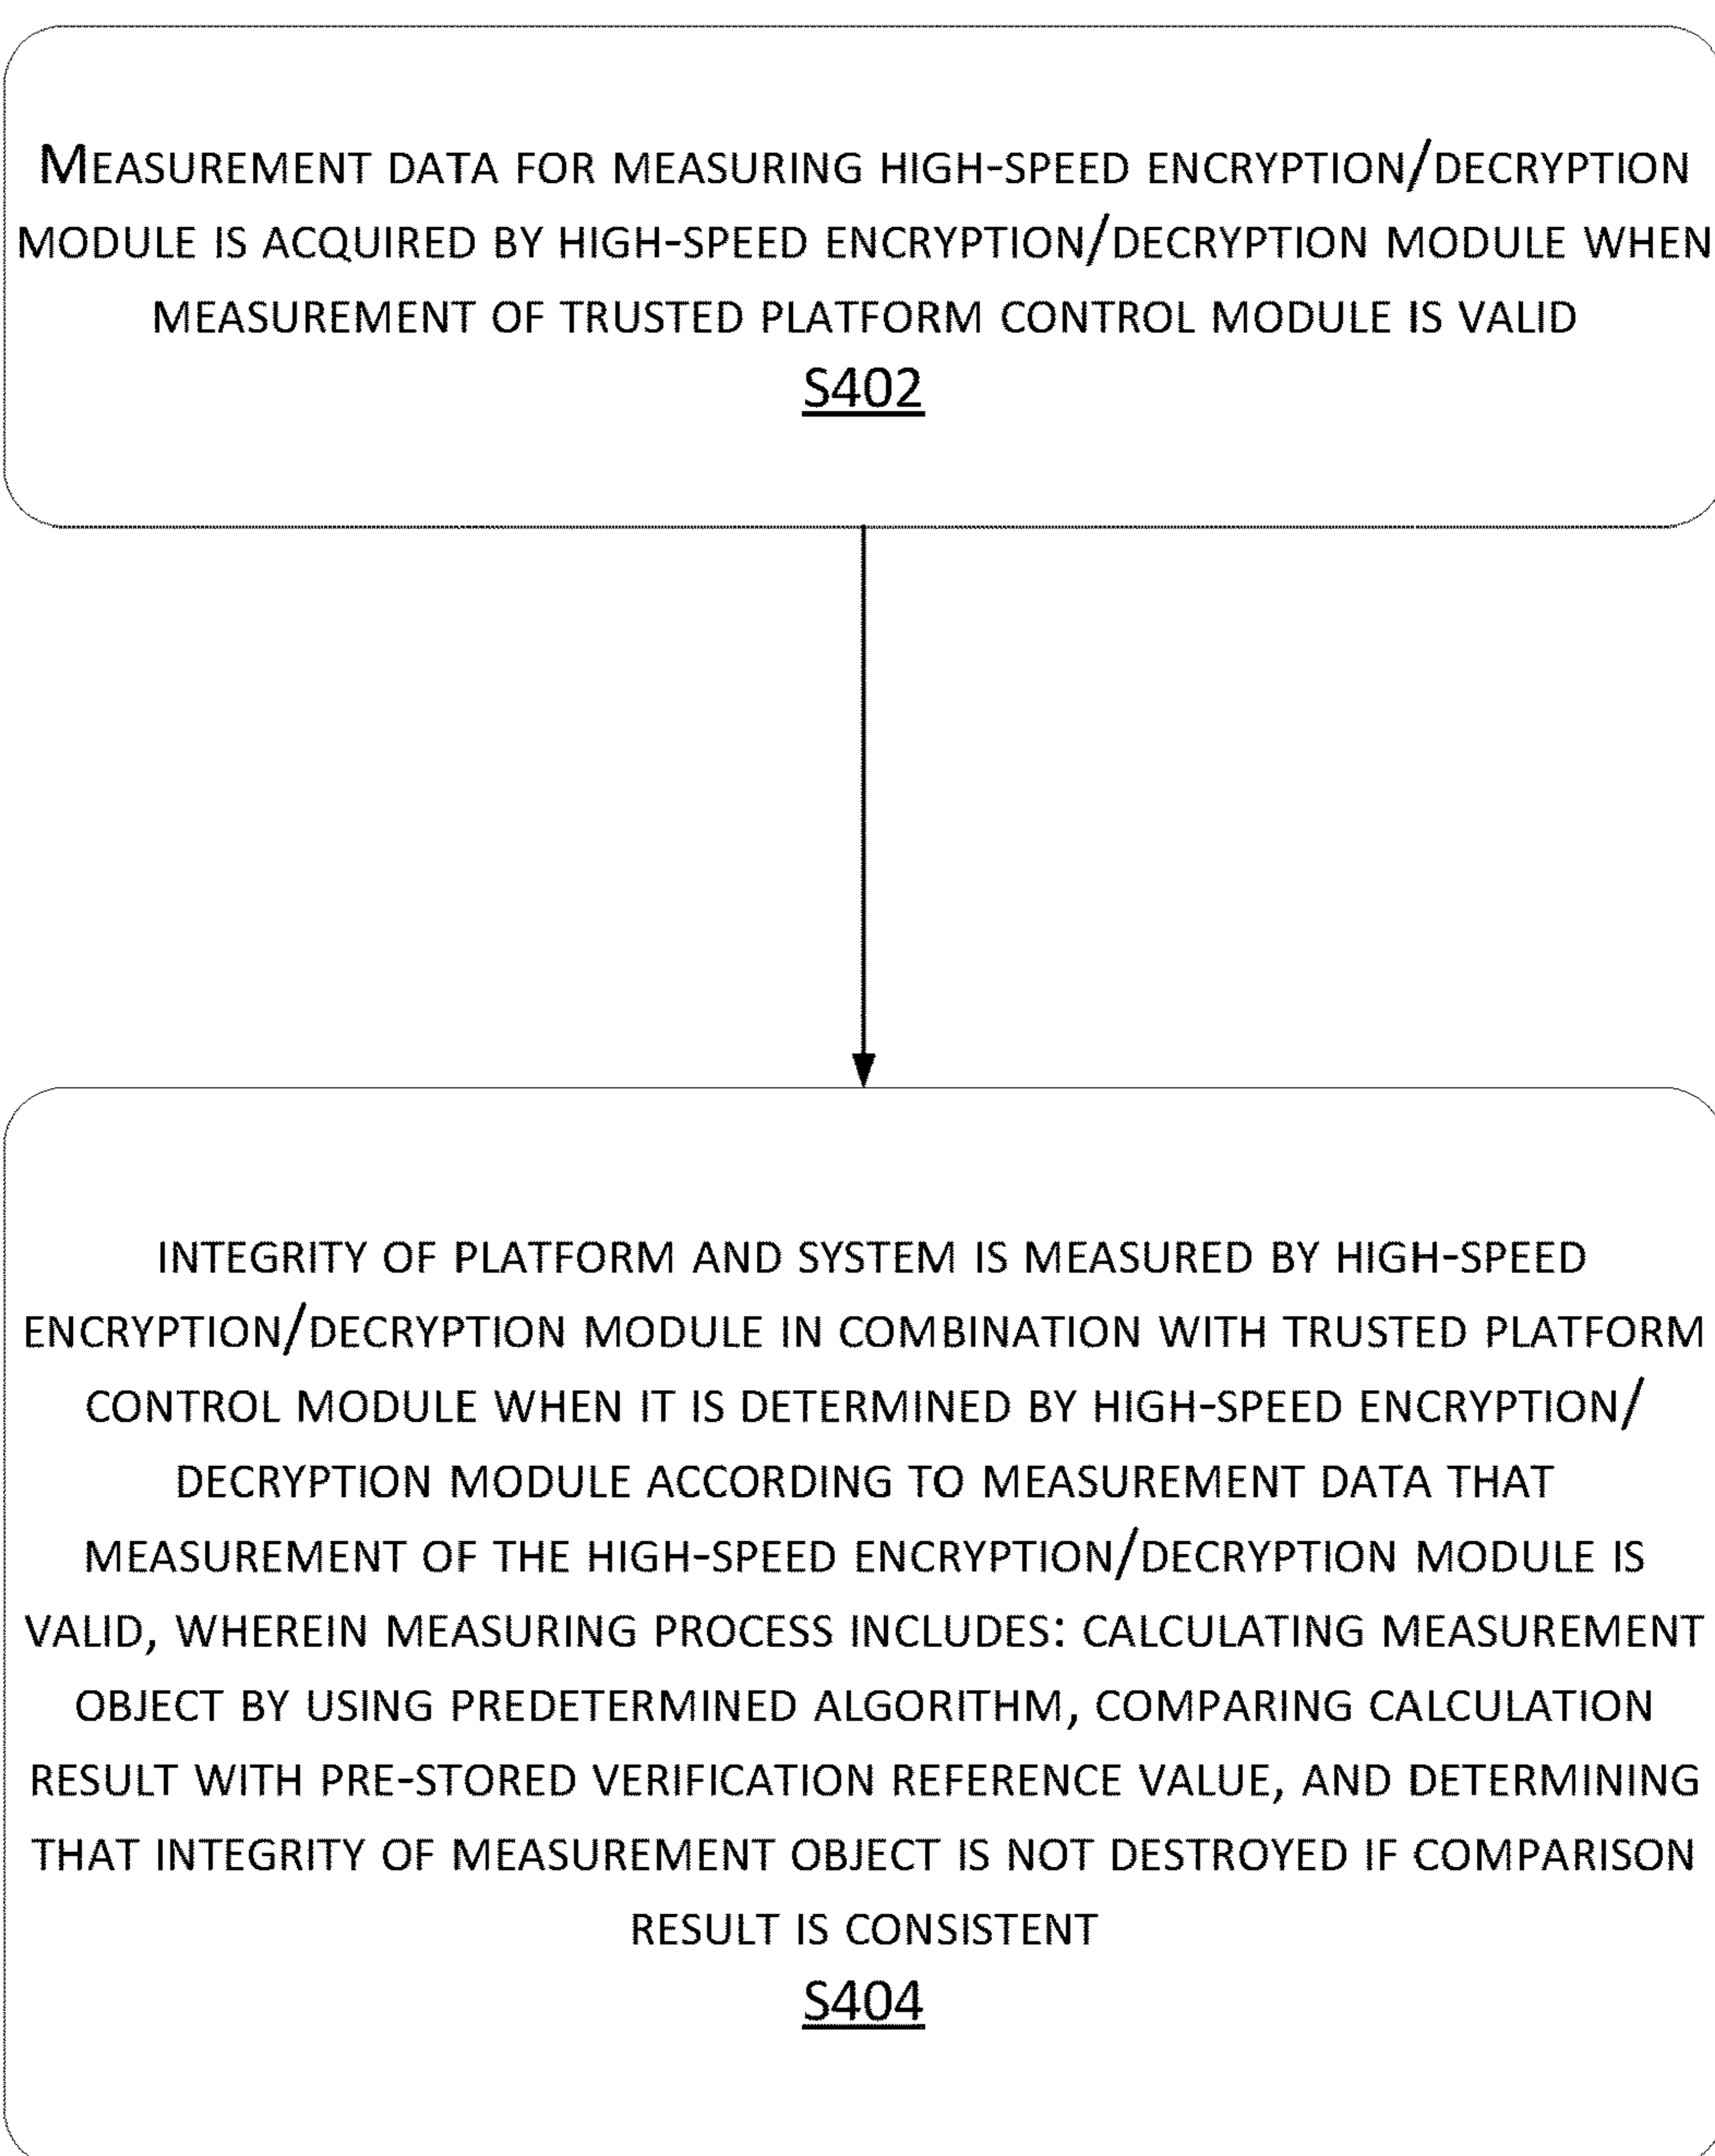 MEASUREMENT DATA FOR MEASURING HIGH-SPEED ENCRYPTION/DECRYPTION
MODULE IS ACQUIRED BY HIGH-SPEED ENCRYPTION/DECRYPTION MODULE WHEN
MEASUREMENT OF TRUSTED PLATFORM CONTROL MODULE IS VALID
S402
INTEGRITY OF PLATFORM AND SYSTEM IS MEASURED BY HIGH-SPEED
ENCRYPTION/DECRYPTION MODULE IN COMBINATION WITH TRUSTED PLATFORM
CONTROL MODULE WHEN IT IS DETERMINED BY HIGH-SPEED ENCRYPTION/
DECRYPTION MODULE ACCORDING TO MEASUREMENT DATA THAT
MEASUREMENT OF THE HIGH-SPEED ENCRYPTION/DECRYPTION MODULE IS
VALID, WHEREIN MEASURING PROCESS INCLUDES: CALCULATING MEASUREMENT
OBJECT BY USING PREDETERMINED ALGORITHM, COMPARING CALCULATION
RESULT WITH PRE-STORED VERIFICATION REFERENCE VALUE, AND DETERMINING
THAT INTEGRITY OF MEASUREMENT OBJECT IS NOT DESTROYED IF COMPARISON
RESULT IS CONSISTENT
S404